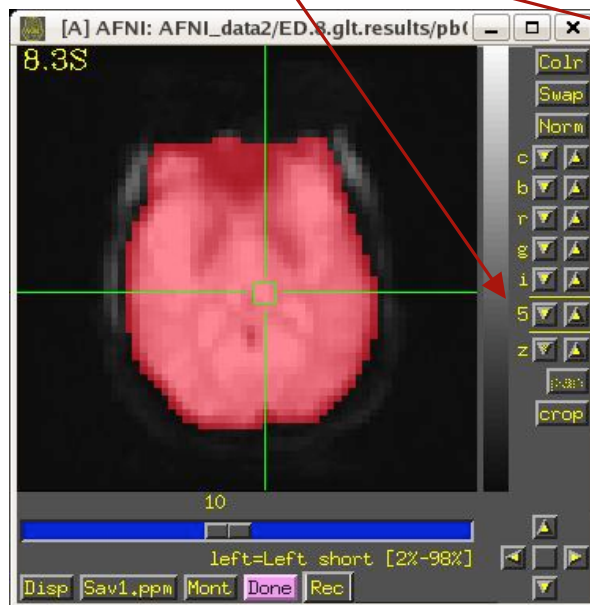 [A] AFNI: AFNI_data2/ED.8.glt.results/pb
8.3S
Colr
Swap
Norm
c
b
r
g
i
5
z
pan
crop
10
left=Left short [2%-98%]
Disp Sav1.ppm Mont Done Rec